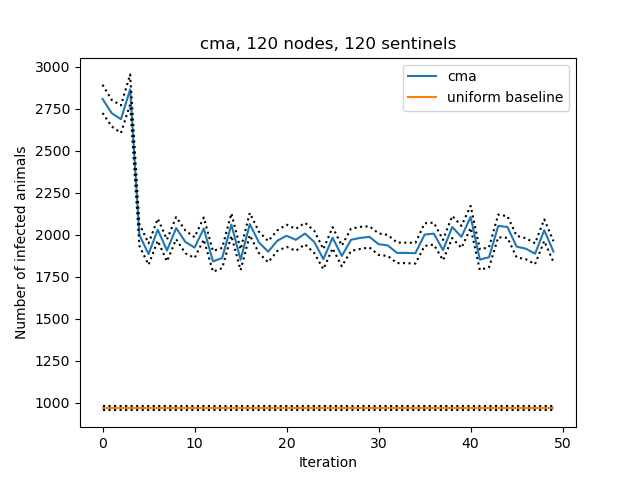 cma, 120 nodes, 120 sentinels
3000
2750
2500
2250
2000
1750
1500
1250
1000
Number of infected animals
cma
uniform baseline
0 10 20 30 40 50
Iteration